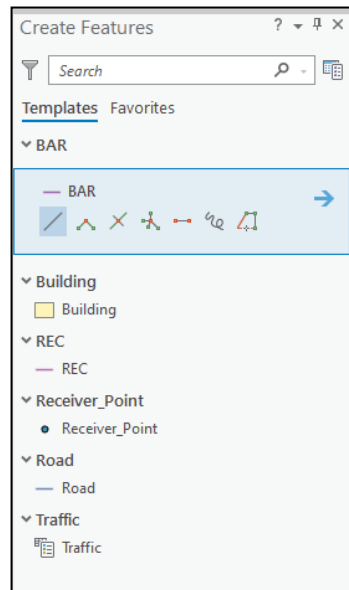 Create Features ?
Search
Templates Favorites
BAR
BAR
Building
Building
REC
REC
Receiver_Point
Receiver_Point
Road
Road
Traffic
Traffic